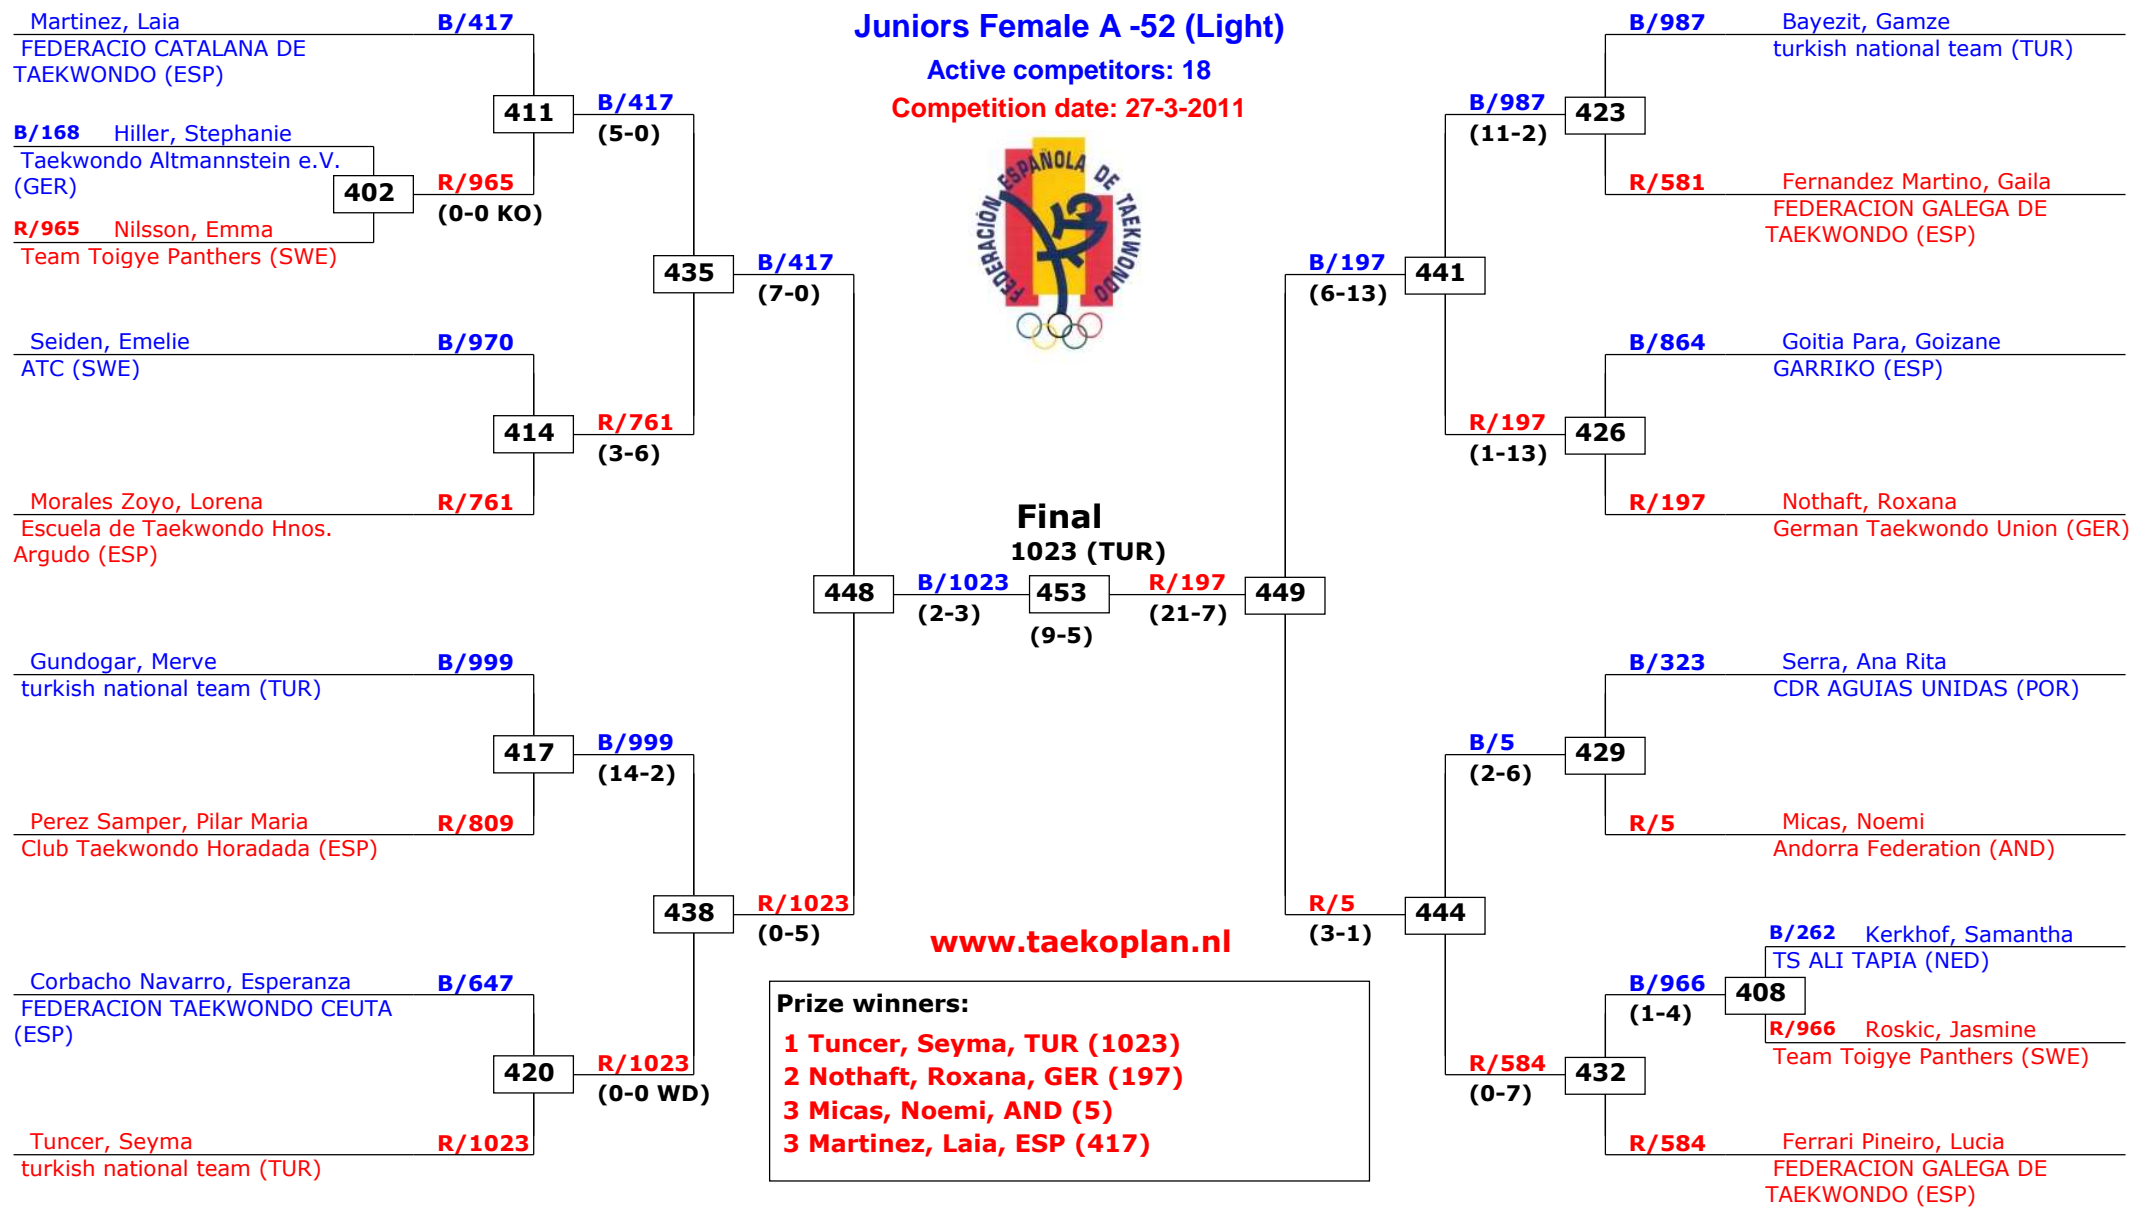 Juniors Female A -52 (Light)
Active competitors: 18
Competition date: 27-3-2011
FEDERACIÓN ESPAÑOLA DE TAEKWONDO
Martinez, Laia B/417
FEDERACIO CATALANA DE
TAEKWONDO (ESP)
411
B/417
(5-0)
B/168 Hiller, Stephanie
Taekwondo Altmannstein e.V.
(GER)
402
R/965
(0-0 KO)
R/965 Nilsson, Emma
Team Toigye Panthers (SWE)
435
B/417
(7-0)
Seiden, Emelie B/970
ATC (SWE)
414
R/761
(3-6)
Morales Zoyo, Lorena R/761
Escuela de Taekwondo Hnos.
Argudo (ESP)
448
B/1023
(2-3)
Gundogar, Merve B/999
turkish national team (TUR)
417
B/999
(14-2)
Perez Samper, Pilar Maria R/809
Club Taekwondo Horadada (ESP)
438
R/1023
(0-5)
Corbacho Navarro, Esperanza B/647
FEDERACION TAEKWONDO CEUTA
(ESP)
420
R/1023
(0-0 WD)
Tuncer, Seyma R/1023
turkish national team (TUR)
Final
1023 (TUR)
453
(9-5)
B/987 Bayezit, Gamze
turkish national team (TUR)
B/987
(11-2)
423
R/581 Fernandez Martino, Gaila
FEDERACION GALEGA DE
TAEKWONDO (ESP)
B/197
(6-13)
441
B/864 Goitia Para, Goizane
GARRIKO (ESP)
R/197
(1-13)
426
R/197 Nothaft, Roxana
German Taekwondo Union (GER)
R/197
(21-7)
449
B/323 Serra, Ana Rita
CDR AGUIAS UNIDAS (POR)
B/5
(2-6)
429
R/5 Micas, Noemi
Andorra Federation (AND)
R/5
(3-1)
444
B/262 Kerkhof, Samantha
TS ALI TAPIA (NED)
B/966
(1-4)
408
R/966 Roskic, Jasmine
Team Toigye Panthers (SWE)
R/584
(0-7)
432
R/584 Ferrari Pineiro, Lucia
FEDERACION GALEGA DE
TAEKWONDO (ESP)
www.taekoplan.nl
Prize winners:
1 Tuncer, Seyma, TUR (1023)
2 Nothaft, Roxana, GER (197)
3 Micas, Noemi, AND (5)
3 Martinez, Laia, ESP (417)